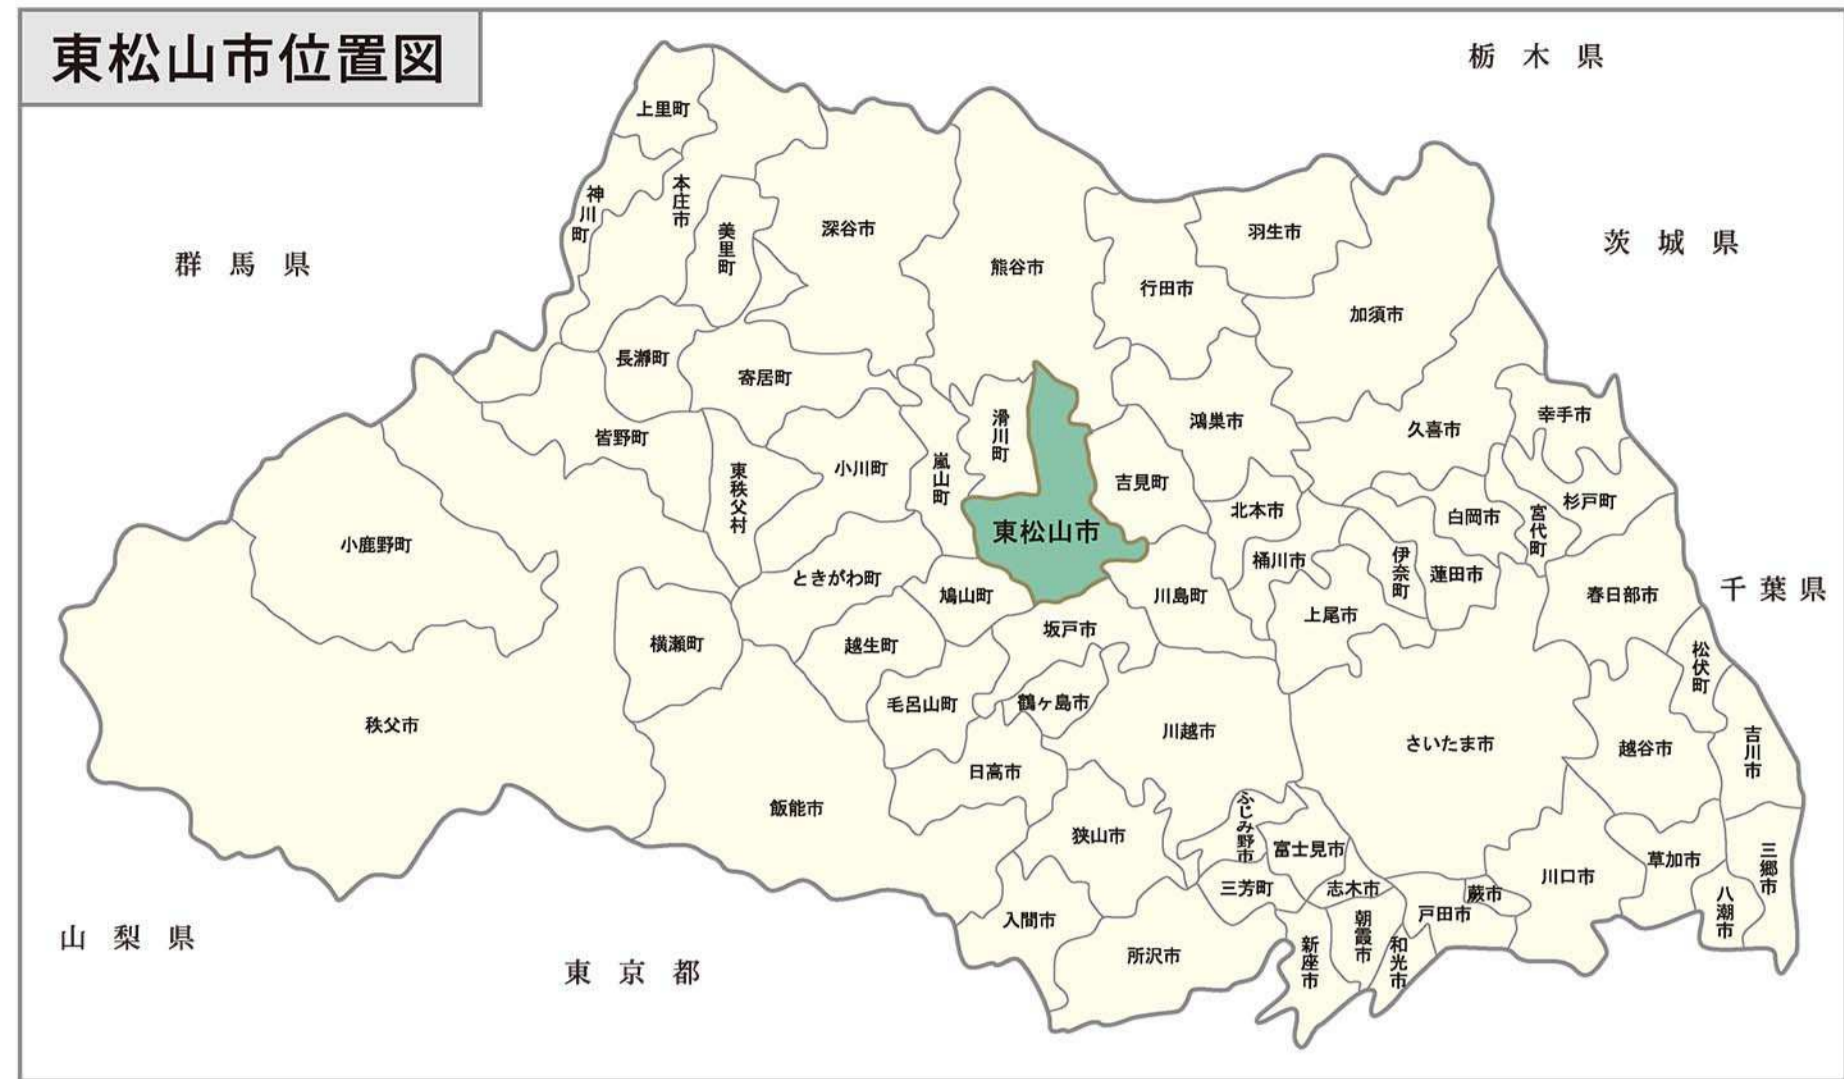 東松山市位置図
栃木県
群馬県
茨城県
千葉県
山梨県
東京都
上里町
神川町
本庄市
美里町
深谷市
熊谷市
行田市
羽生市
加須市
長瀞町
寄居町
皆野町
東秩父村
小川町
嵐山町
滑川町
東松山市
吉見町
鴻巣市
北本市
久喜市
幸手市
杉戸町
宮代町
白岡市
蓮田市
伊奈町
桶川市
上尾市
春日部市
小鹿野町
ときがわ町
鳩山町
川島町
坂戸市
横瀬町
越生町
毛呂山町
鶴ヶ島市
川越市
さいたま市
越谷市
松伏町
吉川市
秩父市
飯能市
日高市
狭山市
ふじみ野市
富士見市
三芳町
志木市
入間市
所沢市
新座市
朝霞市
和光市
戸田市
蕨市
川口市
草加市
八潮市
三郷市